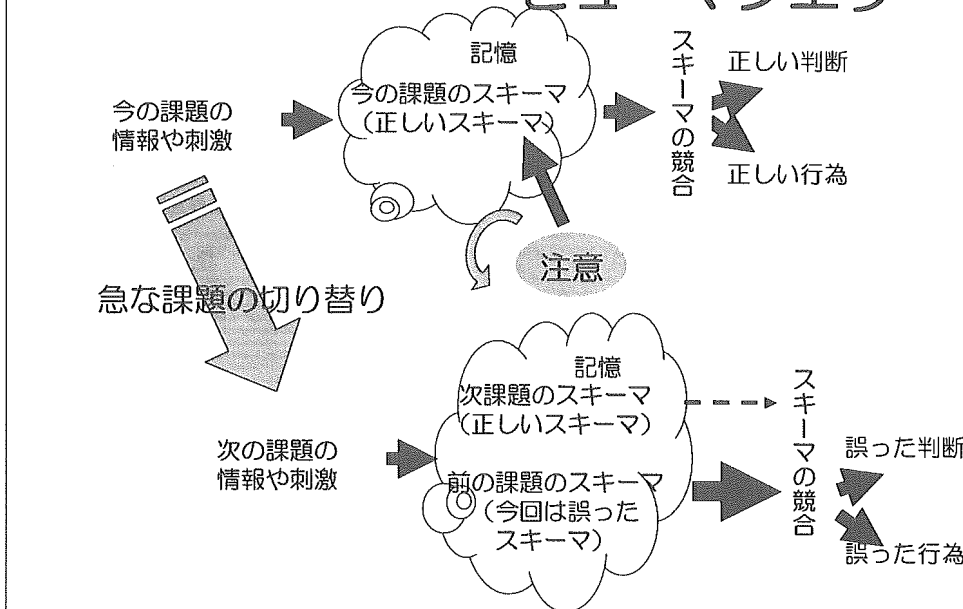 記憶
今の課題のスキーマ
（正しいスキーマ）
今の課題の
情報や刺激
スキーマの競合
正しい判断
正しい行為
注意
急な課題の切り替り
記憶
次課題のスキーマ
（正しいスキーマ）
次の課題の
情報や刺激
前の課題のスキーマ
（今回は誤った
スキーマ）
スキーマの競合
誤った判断
誤った行為